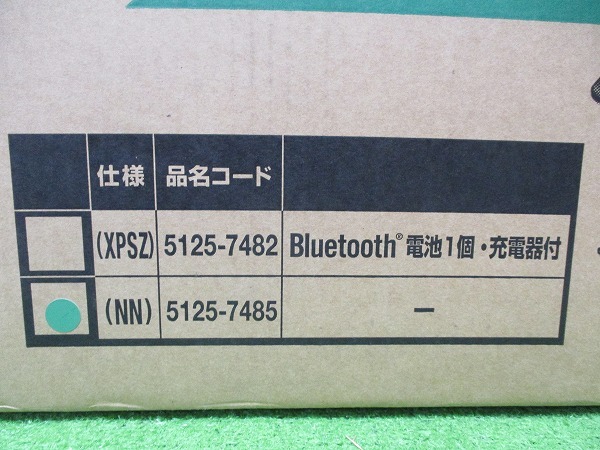 仕様 品名コード
(XPSZ) 5125-7482 Bluetooth® 電池1個・充電器付
(NN) 5125-7485 ー